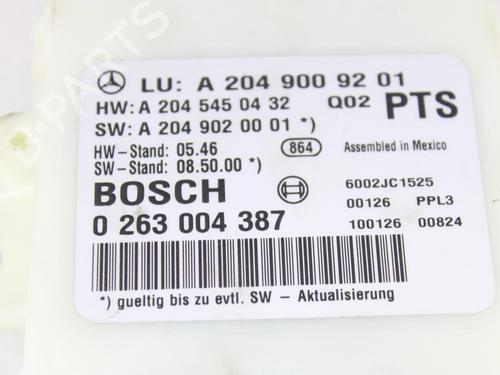 B-PARTS
LU: A 204 900 92 01
HW: A 204 545 04 32 Q02 PTS
SW: A 204 902 00 01 *)
HW-Stand: 05.46 864 Assembled in Mexico
SW-Stand: 08.50.00 *)
BOSCH 6002JC1525
0 263 004 387 00126 PPL3
100126 00824
*) gueltig bis zu evtl. SW - Aktualisierung